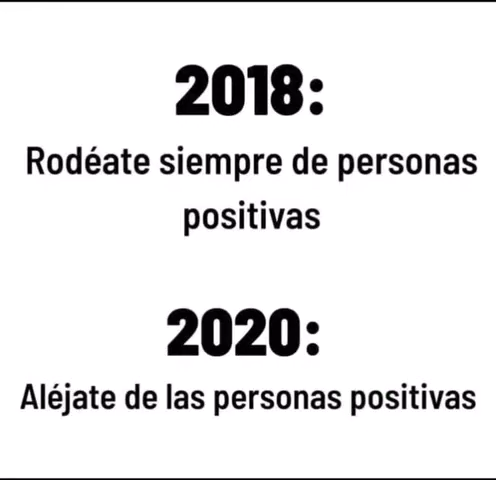 2018:
Rodéate siempre de personas
positivas
2020:
Aléjate de las personas positivas